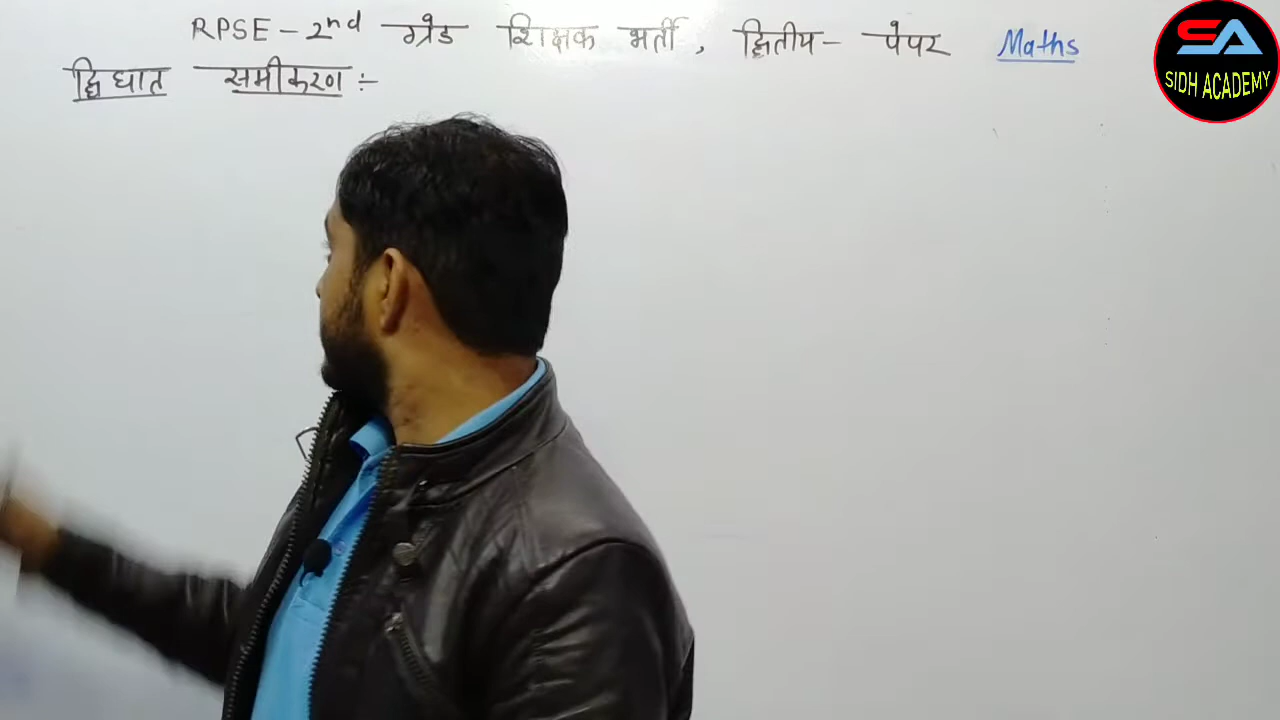 RPSE - 2nd ग्रेड शिक्षक भर्ती, द्वितीय - पेपर Maths
द्विघात समीकरण :-
SA
SIDH ACADEMY